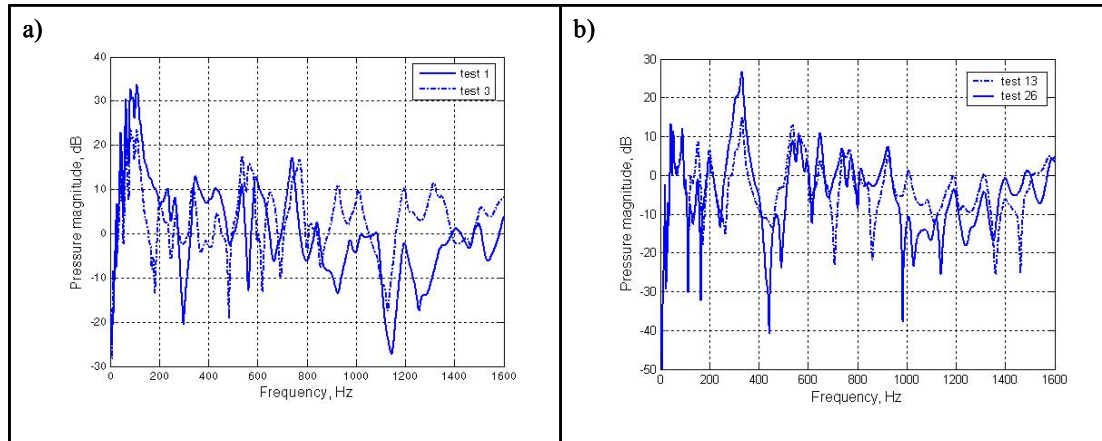 a)
40
30
20
10
0
-10
-20
-30
Pressure magnitude, dB
test 1
test 3
0 200 400 600 800 1000 1200 1400 1600
Frequency, Hz
b)
30
20
10
0
-10
-20
-30
-40
-50
Pressure magnitude, dB
test 13
test 26
0 200 400 600 800 1000 1200 1400 1600
Frequency, Hz